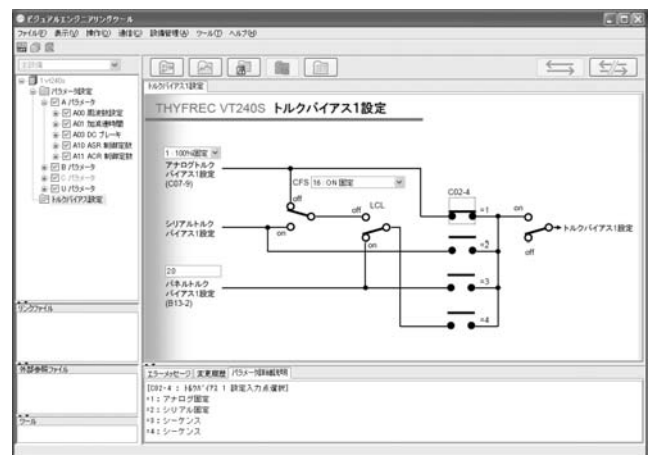 ビジュアルエンジニアリングツール
ファイル(F) 表示(V) 操作(O) 通信(C) 設備管理(A) ツール(T) ヘルプ(H)
パラメータ設定
A パラメータ
A00 周波数設定
A01 加減速時間
A03 DC ブレーキ
A10 ASR 制御定数
A11 ACR 制御定数
B パラメータ
C パラメータ
U パラメータ
トルクバイアス設定
リンクファイル
外部参照ファイル
ツール
トルクバイアス1設定
THYFREC VT240S トルクバイアス1設定
1 : 100%固定
アナログトルク
バイアス1設定
(C07-9)
CFS 16 : ON 固定
off
on
off
LCL
on
シリアルトルク
バイアス1設定
2.0
パネルトルク
バイアス1設定
(B13-2)
C02-4
=1
=2
=3
=4
on
off
トルクバイアス1設定
エラーメッセージ 変更履歴 パラメータ詳細説明
[C02-4 : トルクバイアス 1 設定入力点選択]
=1 : アナログ固定
=2 : シリアル固定
=3 : シーケンス
=4 : シーケンス